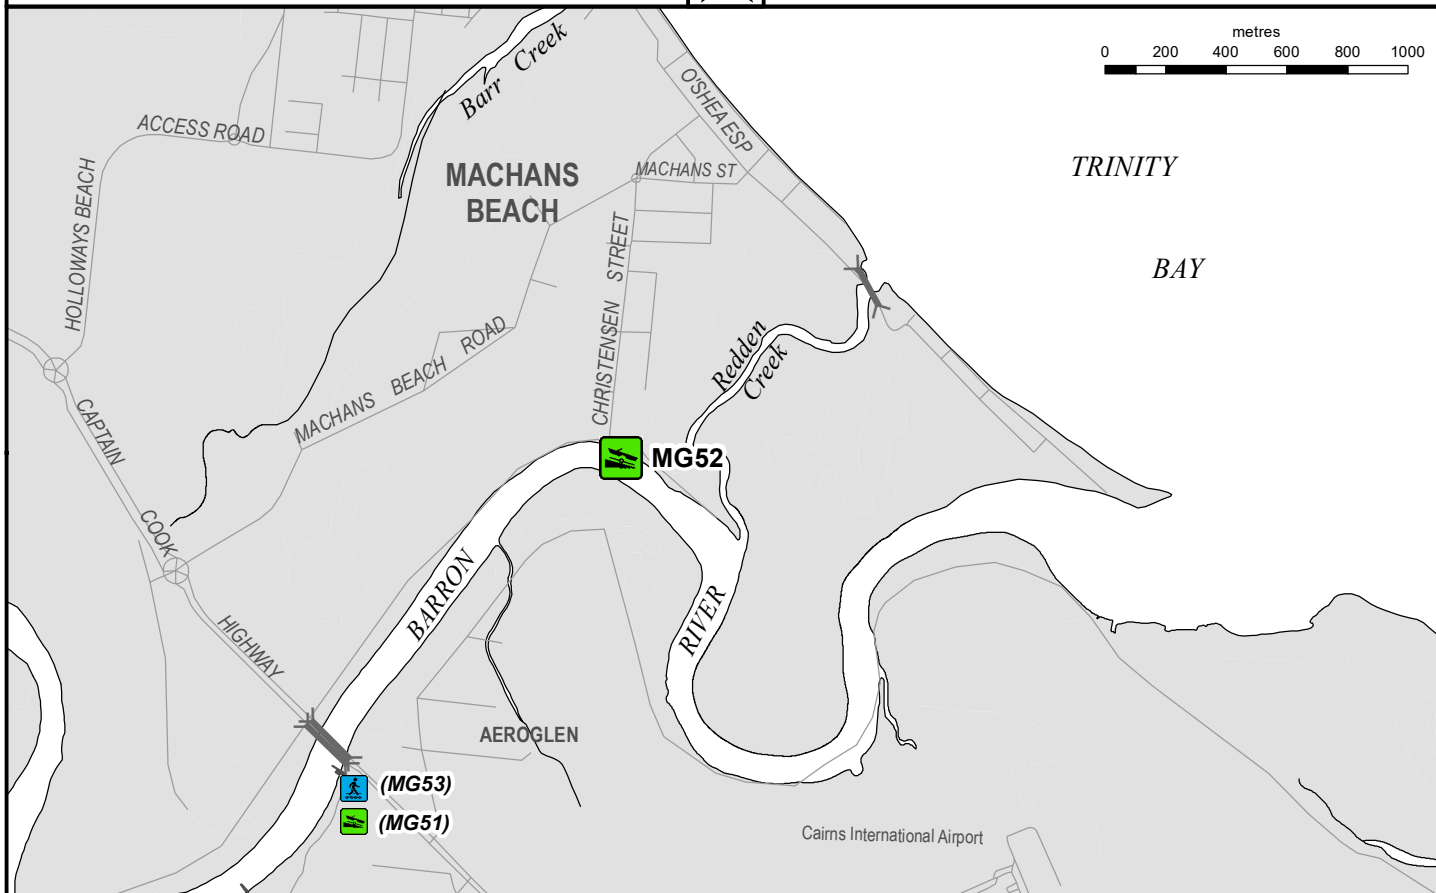 metres
0 200 400 600 800 1000
Barr Creek
O'SHEA ESP
ACCESS ROAD
TRINITY
BAY
MACHANS
BEACH
MACHANS ST
HOLLOWAYS BEACH
CHRISTENSEN STREET
Redden
Creek
MACHANS BEACH ROAD
CAPTAIN
COOK
HIGHWAY
MG52
BARRON
RIVER
AEROGLEN
(MG53)
(MG51)
Cairns International Airport